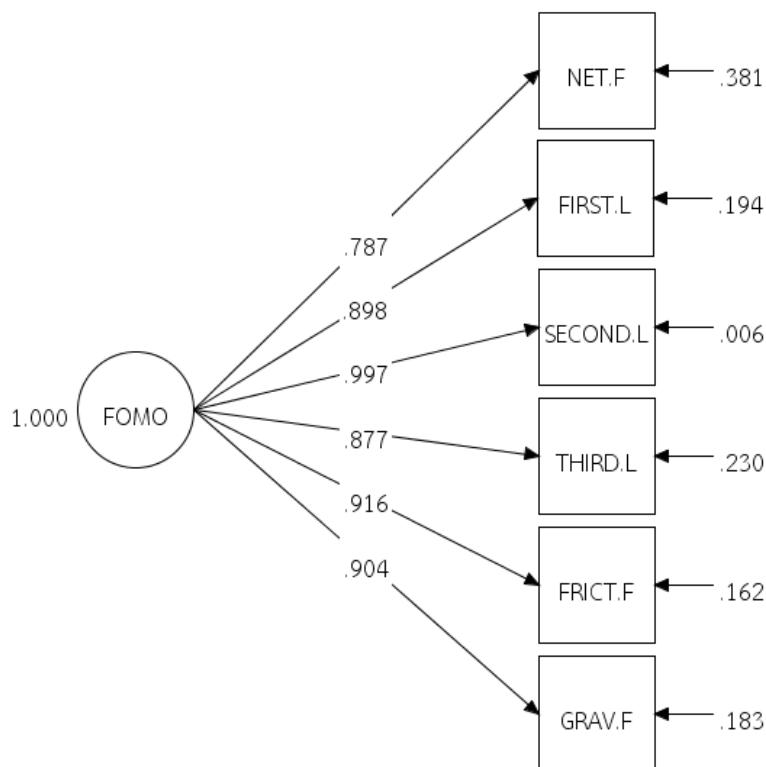 NET.F
.381
FIRST.L
.194
.787
.898
SECOND.L
.006
.997
1.000
FOMO
.877
THIRD.L
.230
.916
FRICT.F
.162
.904
GRAV.F
.183